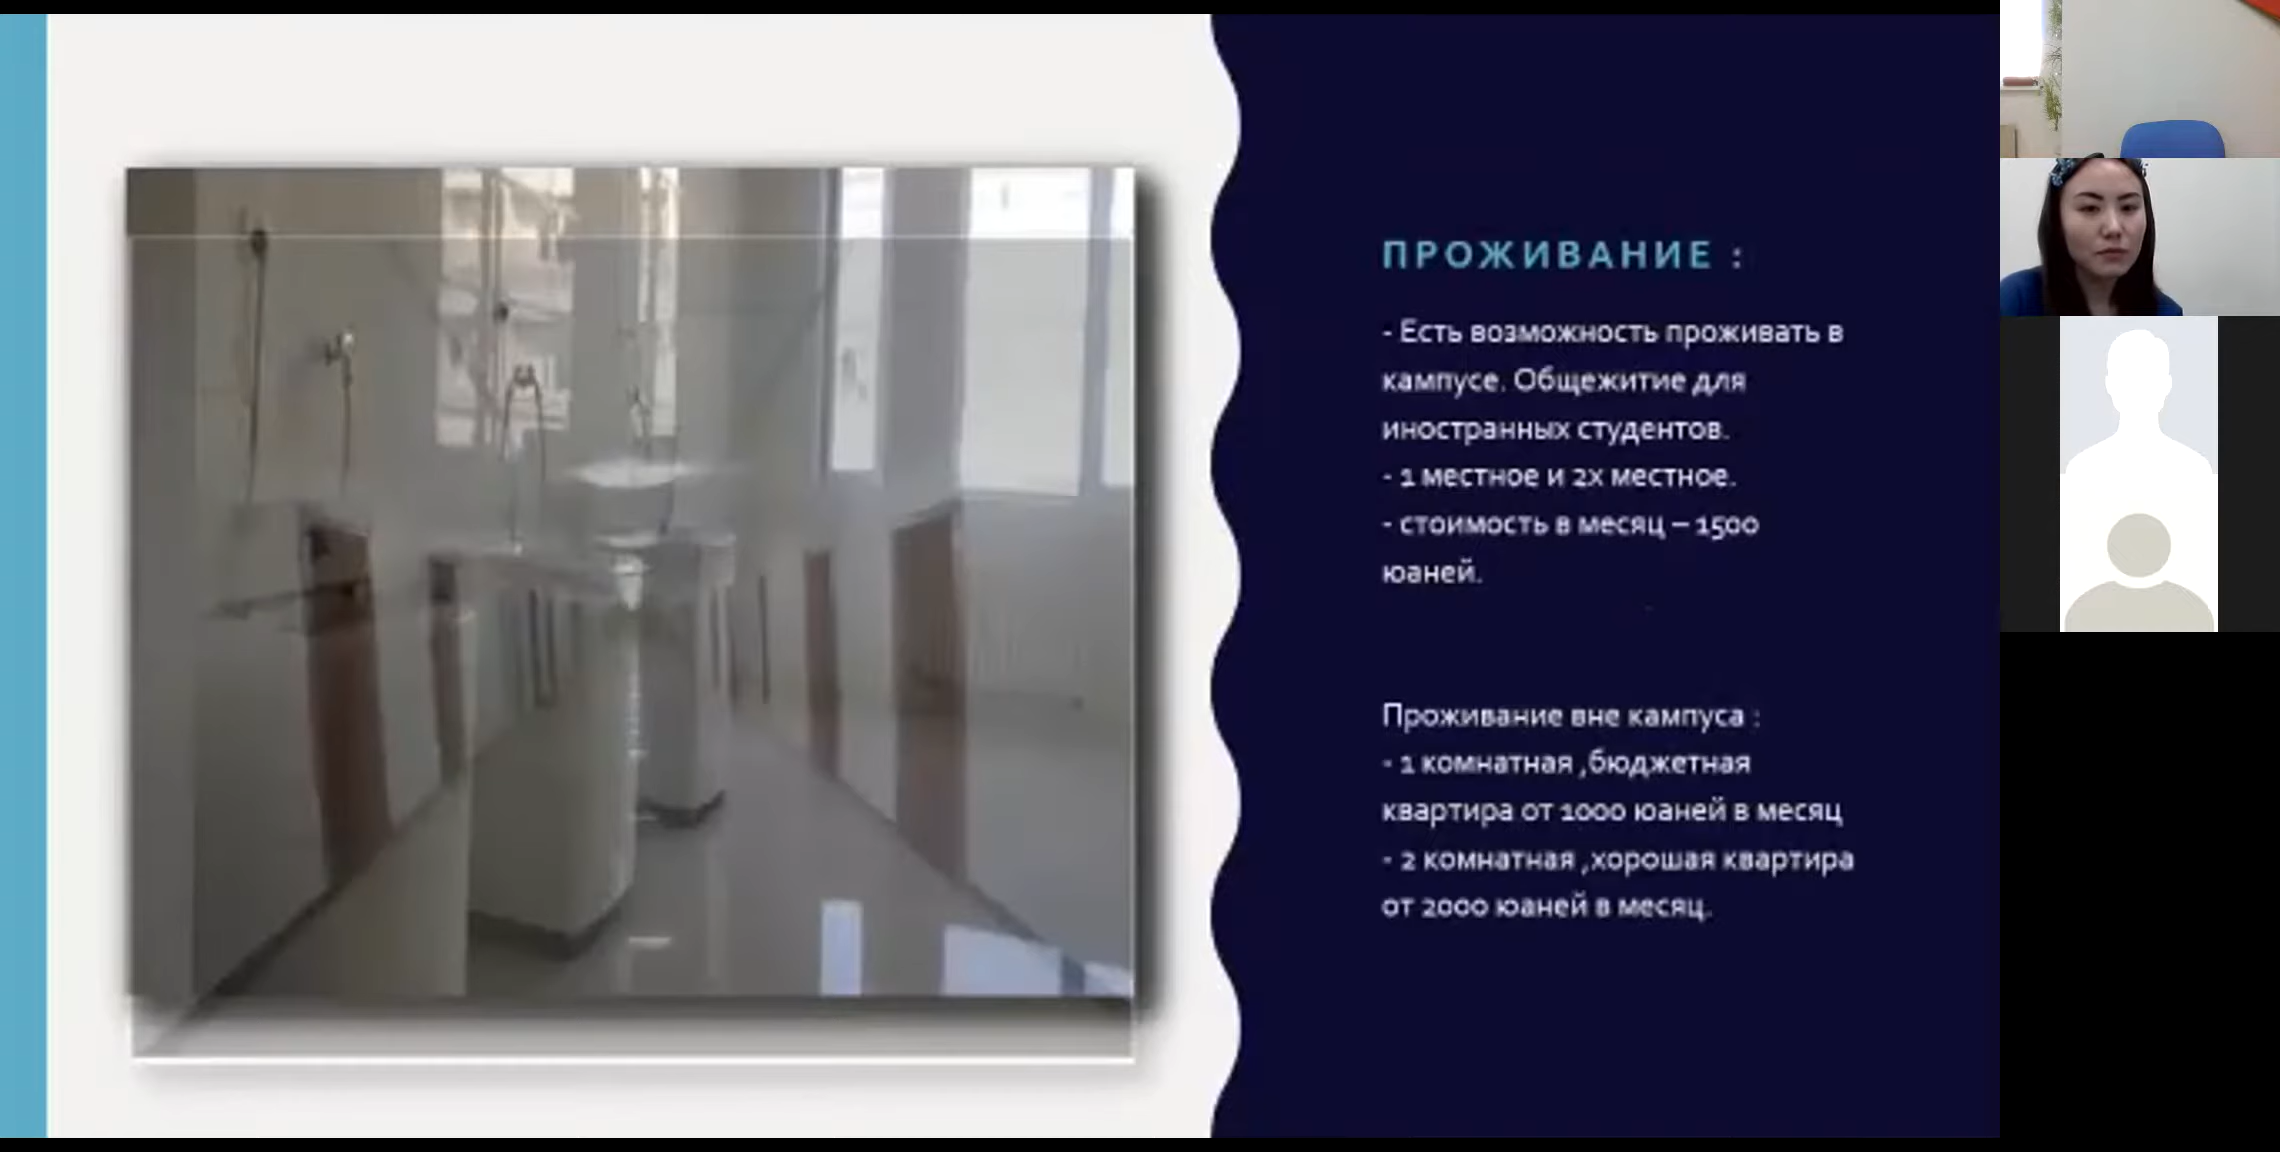 ПРОЖИВАНИЕ :
- Есть возможность проживать в
кампусе. Общежитие для
иностранных студентов.
- 1 местное и 2х местное.
- стоимость в месяц – 1500
юаней.
Проживание вне кампуса :
- 1 комнатная ,бюджетная
квартира от 1000 юаней в месяц
- 2 комнатная ,хорошая квартира
от 2000 юаней в месяц.